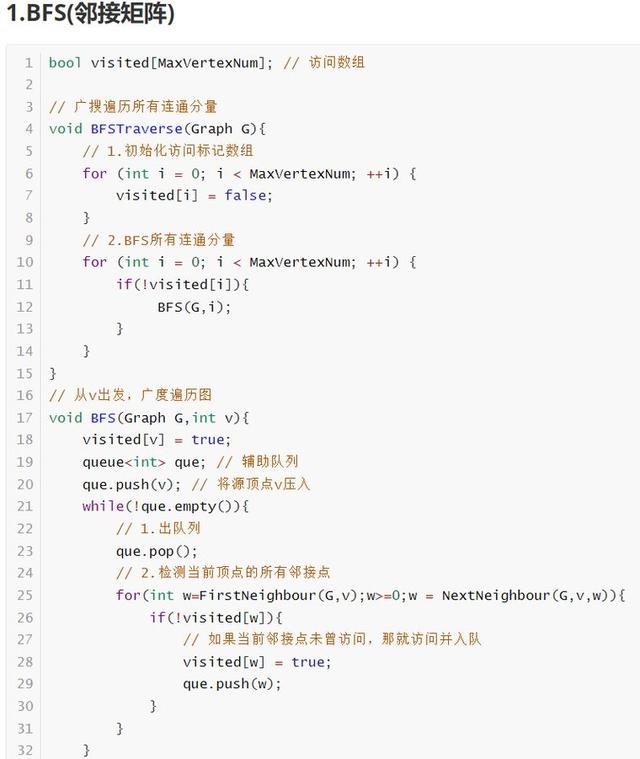 1.BFS(邻接矩阵)
1 bool visited[MaxVertexNum]; // 访问数组
2
3 // 广搜遍历所有连通分量
4 void BFSTraverse(Graph G){
5     // 1.初始化访问标记数组
6     for (int i = 0; i < MaxVertexNum; ++i) {
7         visited[i] = false;
8     }
9     // 2.BFS所有连通分量
10     for (int i = 0; i < MaxVertexNum; ++i) {
11         if(!visited[i]){
12              BFS(G,i);
13         }
14     }
15 }
16 // 从v出发，广度遍历图
17 void BFS(Graph G,int v){
18     visited[v] = true;
19     queue<int> que; // 辅助队列
20     que.push(v); // 将源顶点v压入
21     while(!que.empty()){
22         // 1.出队列
23         que.pop();
24         // 2.检测当前顶点的所有邻接点
25         for(int w=FirstNeighbour(G,v);w>=0;w = NextNeighbour(G,v,w)){
26             if(!visited[w]){
27                 // 如果当前邻接点未曾访问，那就访问并入队
28                 visited[w] = true;
29                 que.push(w);
30             }
31         }
32     }